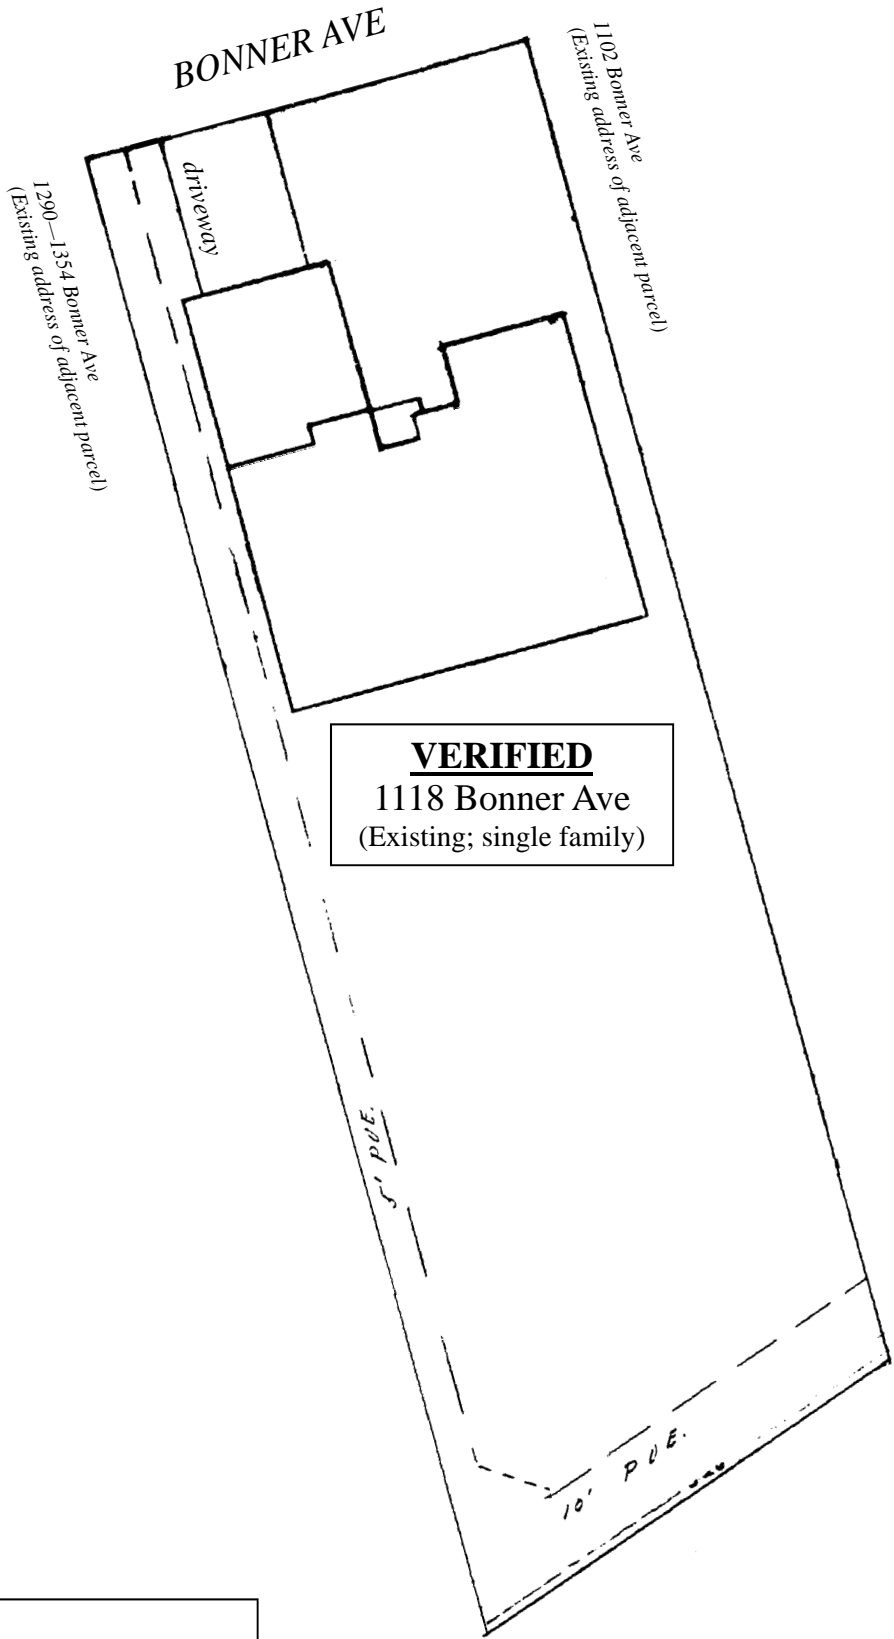 BONNER AVE
1102 Bonner Ave
(Existing address of adjacent parcel)
driveway
1290—1354 Bonner Ave
(Existing address of adjacent parcel)
VERIFIED
1118 Bonner Ave
(Existing; single family)
5' PUE.
10' PUE.